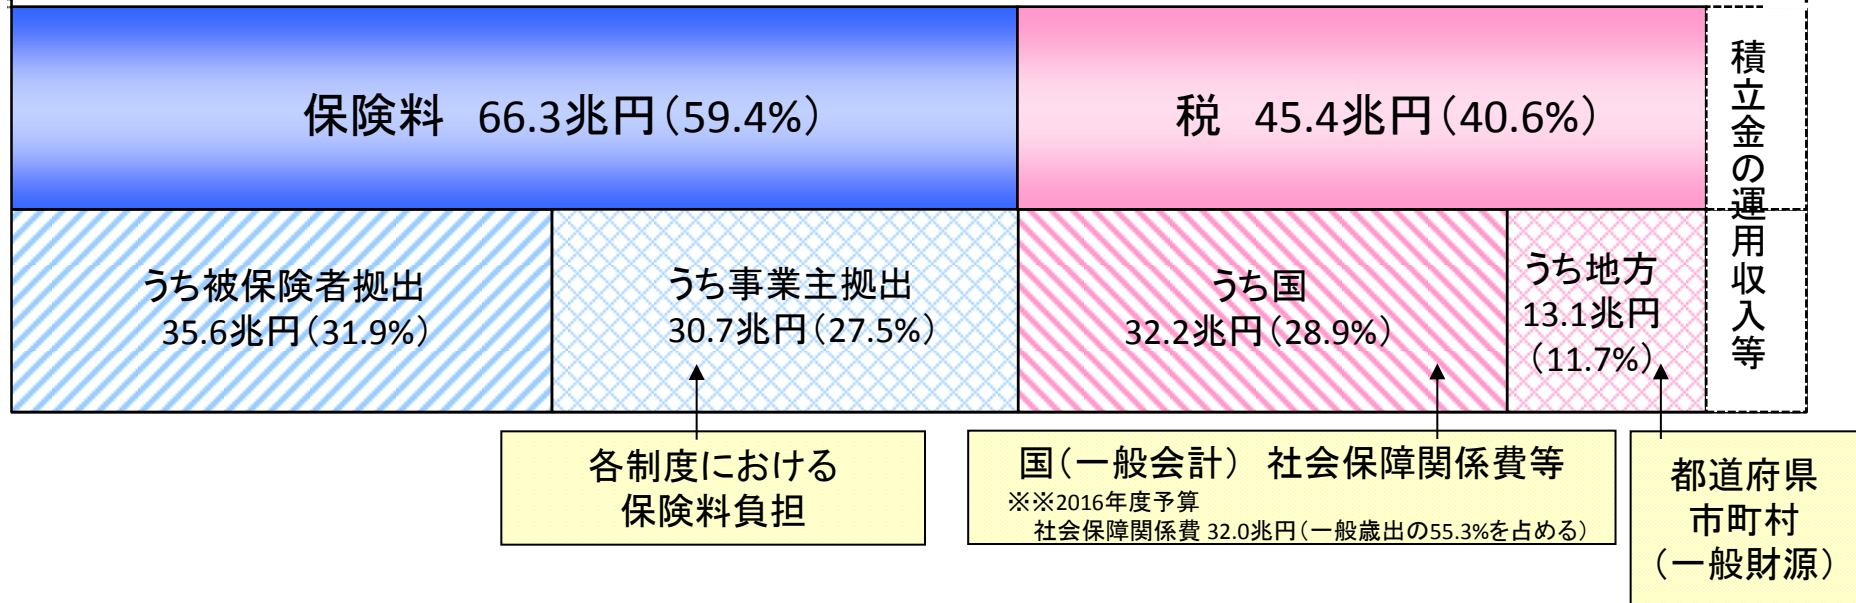 保険料 66.3兆円（59.4%）
税 45.4兆円（40.6%）
積立金の運用収入等
うち被保険者拠出
35.6兆円（31.9%）
うち事業主拠出
30.7兆円（27.5%）
うち国
32.2兆円（28.9%）
うち地方
13.1兆円
（11.7%）
各制度における
保険料負担
国（一般会計） 社会保障関係費等
※※2016年度予算
社会保障関係費 32.0兆円（一般歳出の55.3%を占める）
都道府県
市町村
（一般財源）